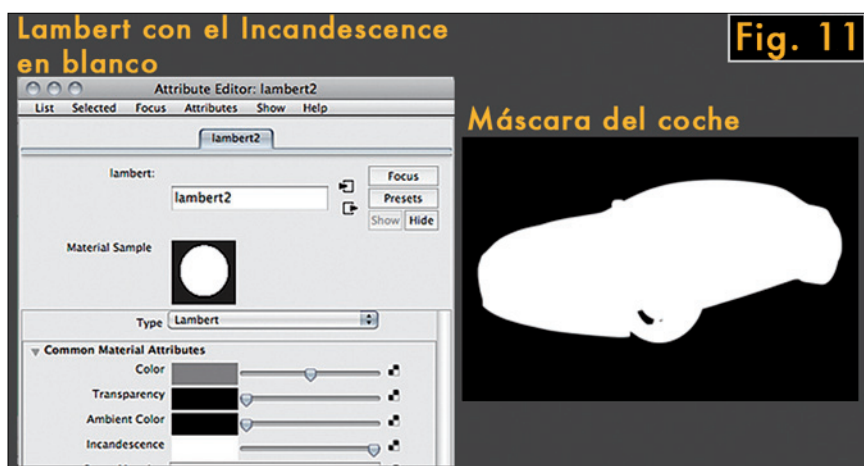 Lambert con el Incandescence
en blanco
Fig. 11
Attribute Editor: lambert2
List Selected Focus Attributes Show Help
lambert2
Máscara del coche
lambert:
lambert2
Focus
Presets
Show Hide
Material Sample
Type Lambert
Common Material Attributes
Color
Transparency
Ambient Color
Incandescence